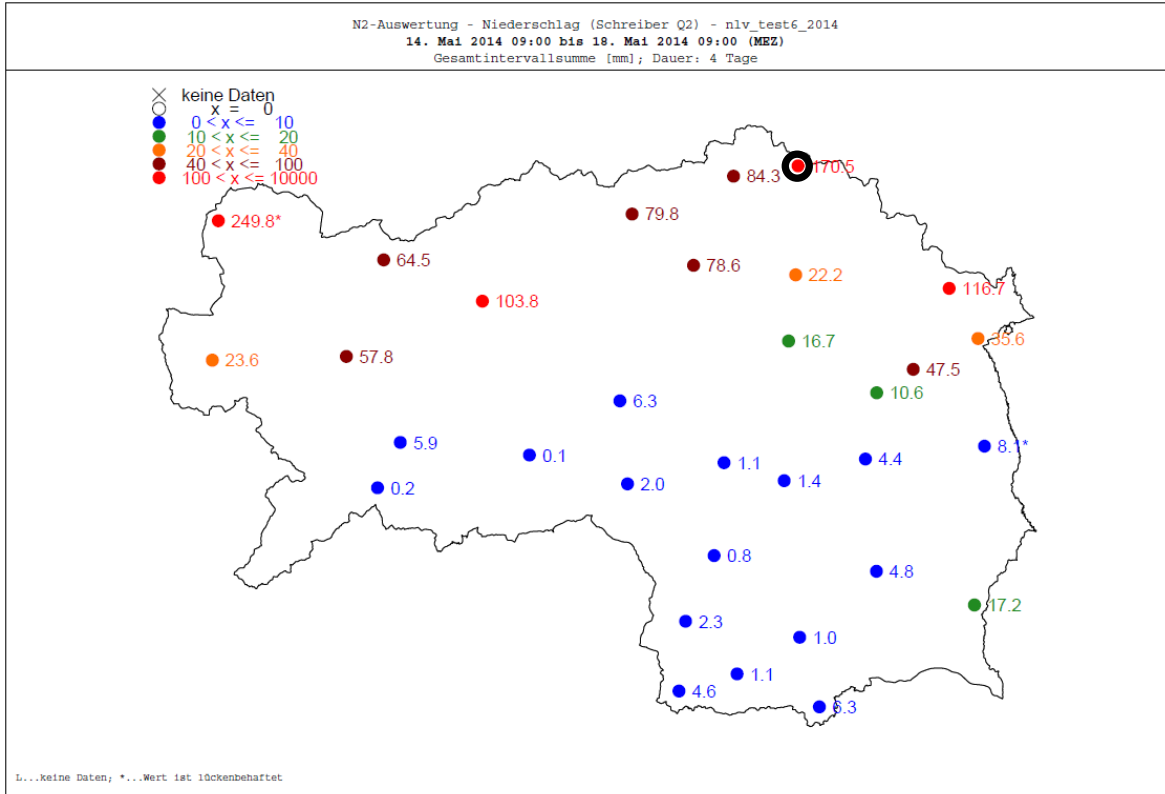 N2-Auswertung - Niederschlag (Schreiber Q2) - nlv_test6_2014
14. Mai 2014 09:00 bis 18. Mai 2014 09:00 (MEZ)
Gesamtintervallsumme [mm]; Dauer: 4 Tage
keine Daten
x = 0
0 < x <= 10
10 < x <= 20
20 < x <= 40
40 < x <= 100
100 < x <= 10000
170.5
84.3
79.8
249.8*
64.5
78.6
22.2
103.8
116.7
16.7
35.6
23.6
57.8
47.5
10.6
6.3
5.9
0.1
1.1
4.4
8.1*
0.2
2.0
1.4
0.8
4.8
17.2
2.3
1.0
1.1
4.6
6.3
L...keine Daten; *...Wert ist lückenbehaftet